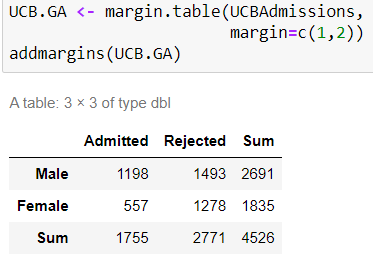 UCB.GA <- margin.table(UCBAdmissions,
margin=c(1,2))
addmargins(UCB.GA)
A table: 3 × 3 of type dbl
Admitted Rejected Sum
Male 1198 1493 2691
Female 557 1278 1835
Sum 1755 2771 4526